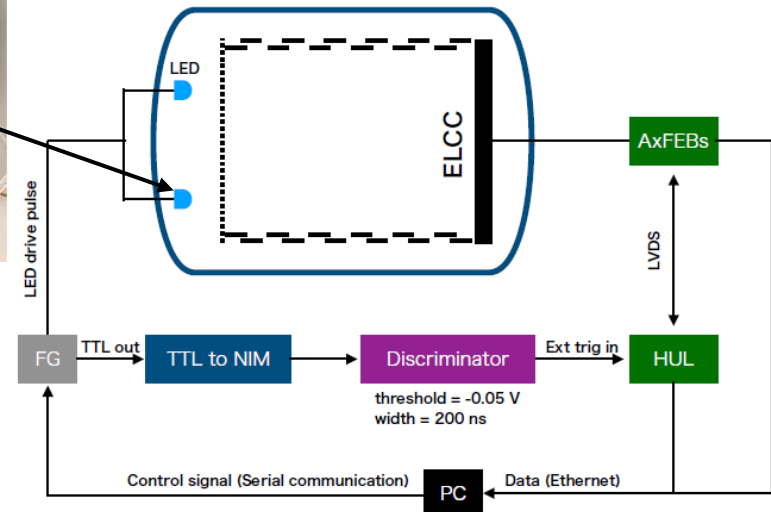 LED
ELCC
AxFEBs
LED drive pulse
LVDS
FG
TTL out
TTL to NIM
Discriminator
Ext trig in
HUL
threshold = -0.05 V
width = 200 ns
Control signal (Serial communication)
PC
Data (Ethernet)